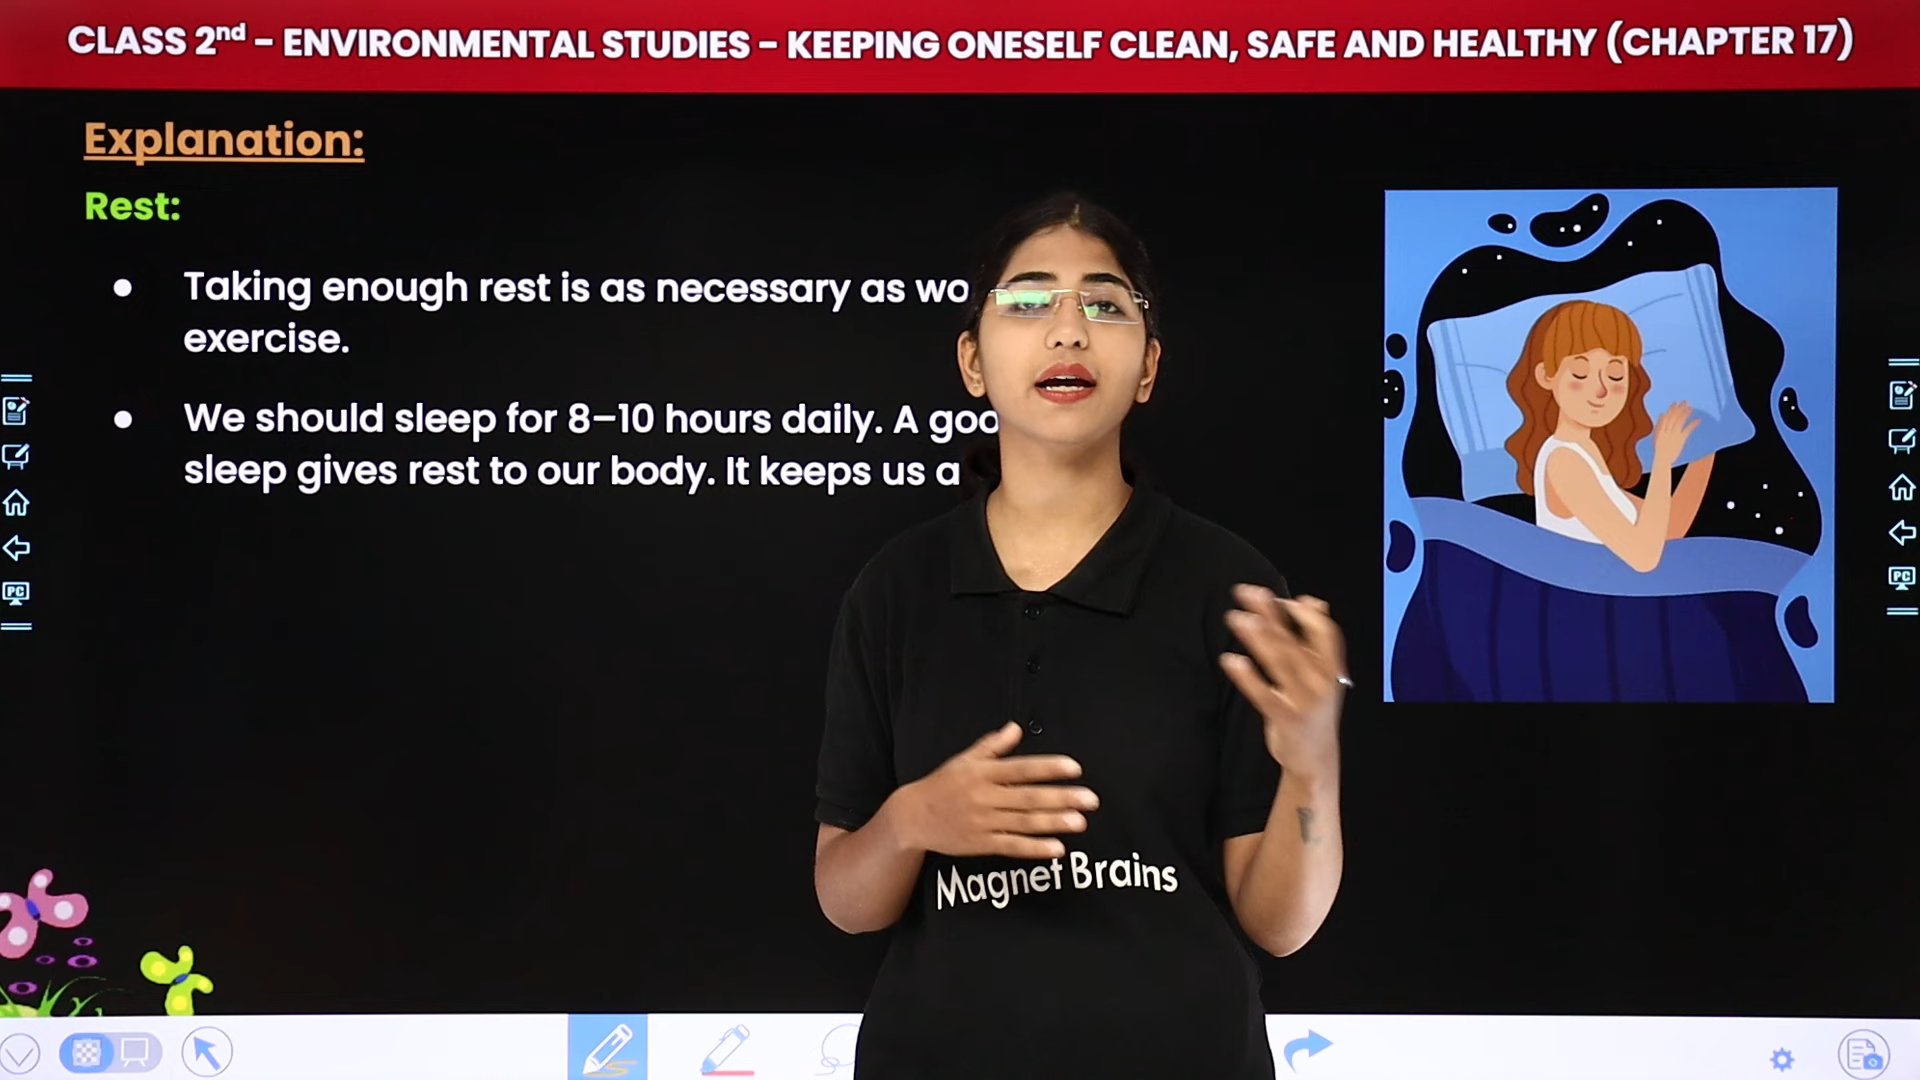 CLASS 2nd - ENVIRONMENTAL STUDIES - KEEPING ONESELF CLEAN, SAFE AND HEALTHY (CHAPTER 17)
Explanation:
Rest:
● Taking enough rest is as necessary as
exercise.
● We should sleep for 8–10 hours daily. A
sleep gives rest to our body. It keeps us
Magnet Brains
PC
PC